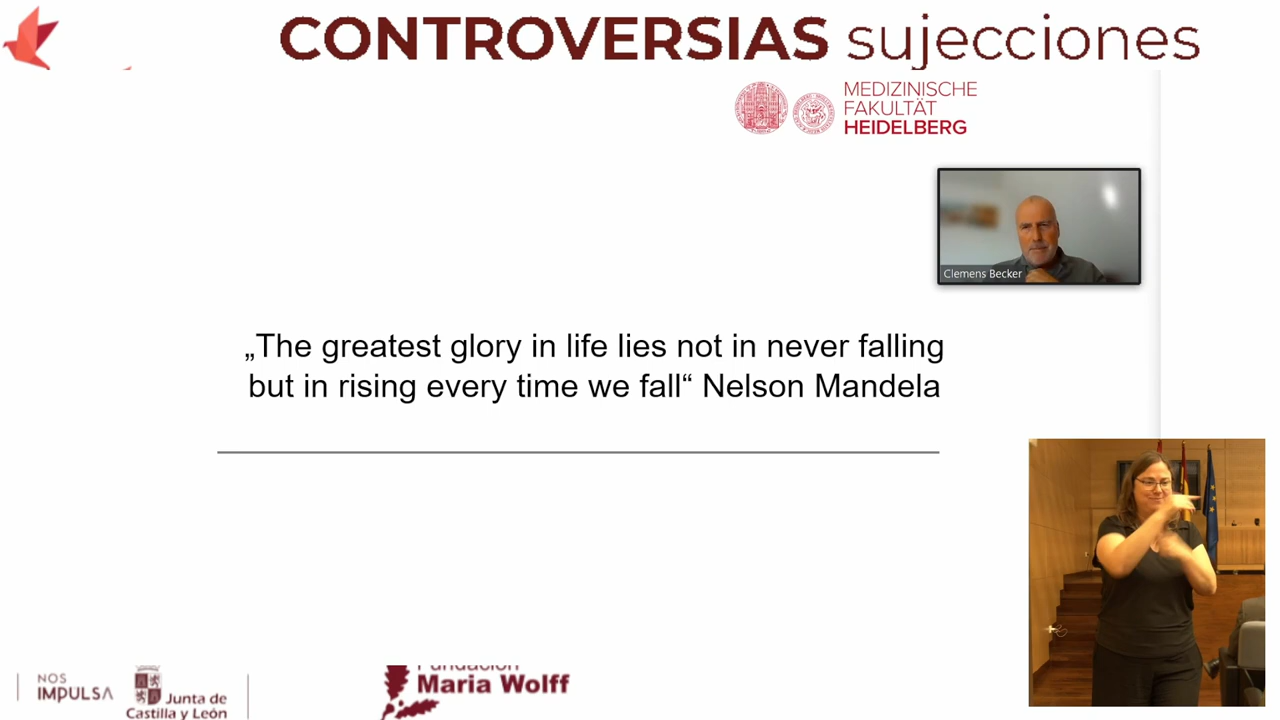 CONTROVERSIAS sujecciones
MEDIZINISCHE
FAKULTÄT
HEIDELBERG
Clemens Becker
„The greatest glory in life lies not in never falling
but in rising every time we fall“ Nelson Mandela
NOS
IMPULSA
Junta de
Castilla y León
Fundación
Maria Wolff